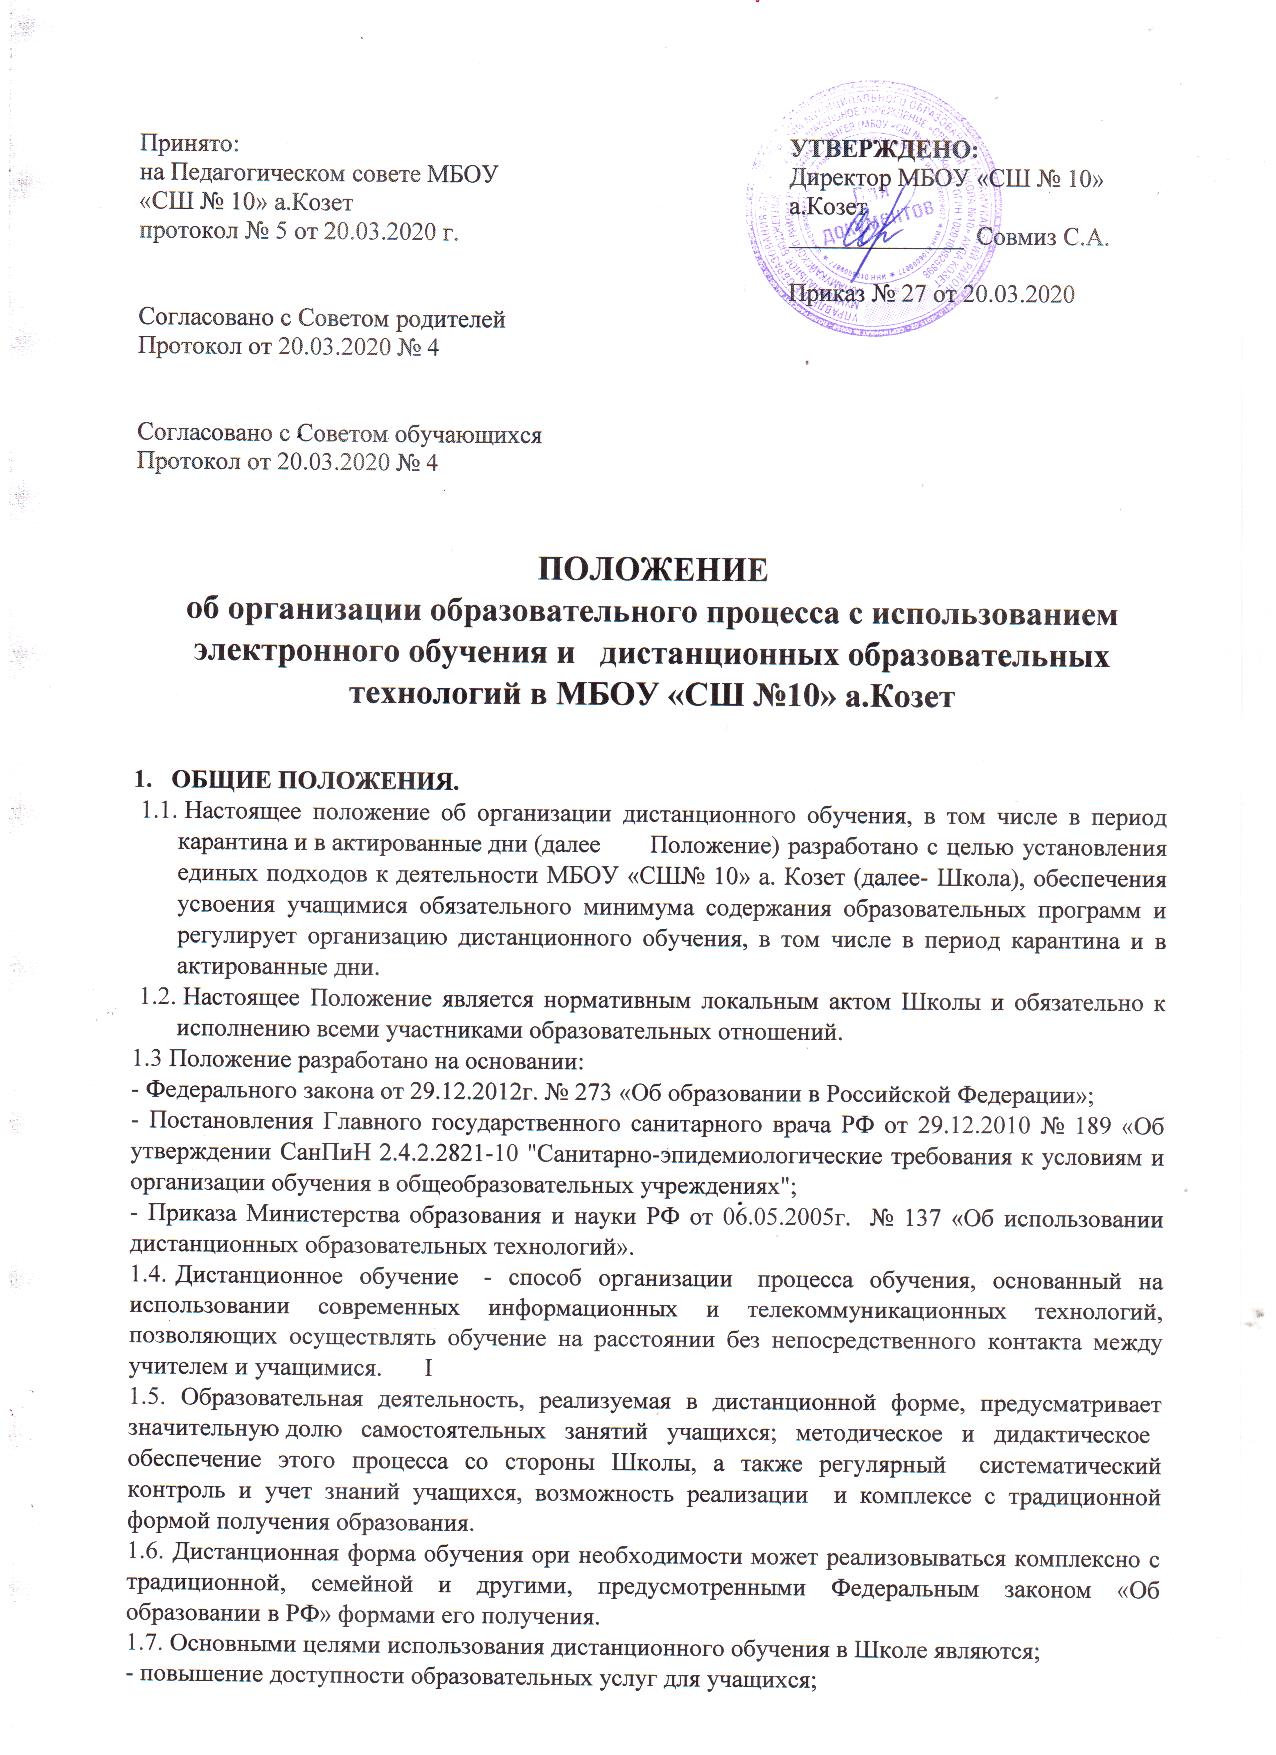 Принято:
на Педагогическом совете МБОУ
«СШ № 10» а.Козет
протокол № 5 от 20.03.2020 г.
Согласовано с Советом родителей
Протокол от 20.03.2020 № 4
Согласовано с Советом обучающихся
Протокол от 20.03.2020 № 4
УТВЕРЖДЕНО:
Директор МБОУ «СШ № 10»
а.Козет
Совмиз С.А.
Приказ № 27 от 20.03.2020
ДОКУМЕНТОВ
ПОЛОЖЕНИЕ
об организации образовательного процесса с использованием
электронного обучения и дистанционных образовательных
технологий в МБОУ «СШ №10» а.Козет
1. ОБЩИЕ ПОЛОЖЕНИЯ.
1.1. Настоящее положение об организации дистанционного обучения, в том числе в период
карантина и в актированные дни (далее Положение) разработано с целью установления
единых подходов к деятельности МБОУ «СШ№ 10» а. Козет (далее- Школа), обеспечения
усвоения учащимися обязательного минимума содержания образовательных программ и
регулирует организацию дистанционного обучения, в том числе в период карантина и в
актированные дни.
1.2. Настоящее Положение является нормативным локальным актом Школы и обязательно к
исполнению всеми участниками образовательных отношений.
1.3 Положение разработано на основании:
- Федерального закона от 29.12.2012г. № 273 «Об образовании в Российской Федерации»;
- Постановления Главного государственного санитарного врача РФ от 29.12.2010 № 189 «Об
утверждении СанПиН 2.4.2.2821-10 "Санитарно-эпидемиологические требования к условиям и
организации обучения в общеобразовательных учреждениях";
- Приказа Министерства образования и науки РФ от 06.05.2005г. № 137 «Об использовании
дистанционных образовательных технологий».
1.4. Дистанционное обучение - способ организации процесса обучения, основанный на
использовании современных информационных и телекоммуникационных технологий,
позволяющих осуществлять обучение на расстоянии без непосредственного контакта между
учителем и учащимися. I
1.5. Образовательная деятельность, реализуемая в дистанционной форме, предусматривает
значительную долю самостоятельных занятий учащихся; методическое и дидактическое
обеспечение этого процесса со стороны Школы, а также регулярный систематический
контроль и учет знаний учащихся, возможность реализации и комплексе с традиционной
формой получения образования.
1.6. Дистанционная форма обучения ори необходимости может реализовываться комплексно с
традиционной, семейной и другими, предусмотренными Федеральным законом «Об
образовании в РФ» формами его получения.
1.7. Основными целями использования дистанционного обучения в Школе являются;
- повышение доступности образовательных услуг для учащихся;